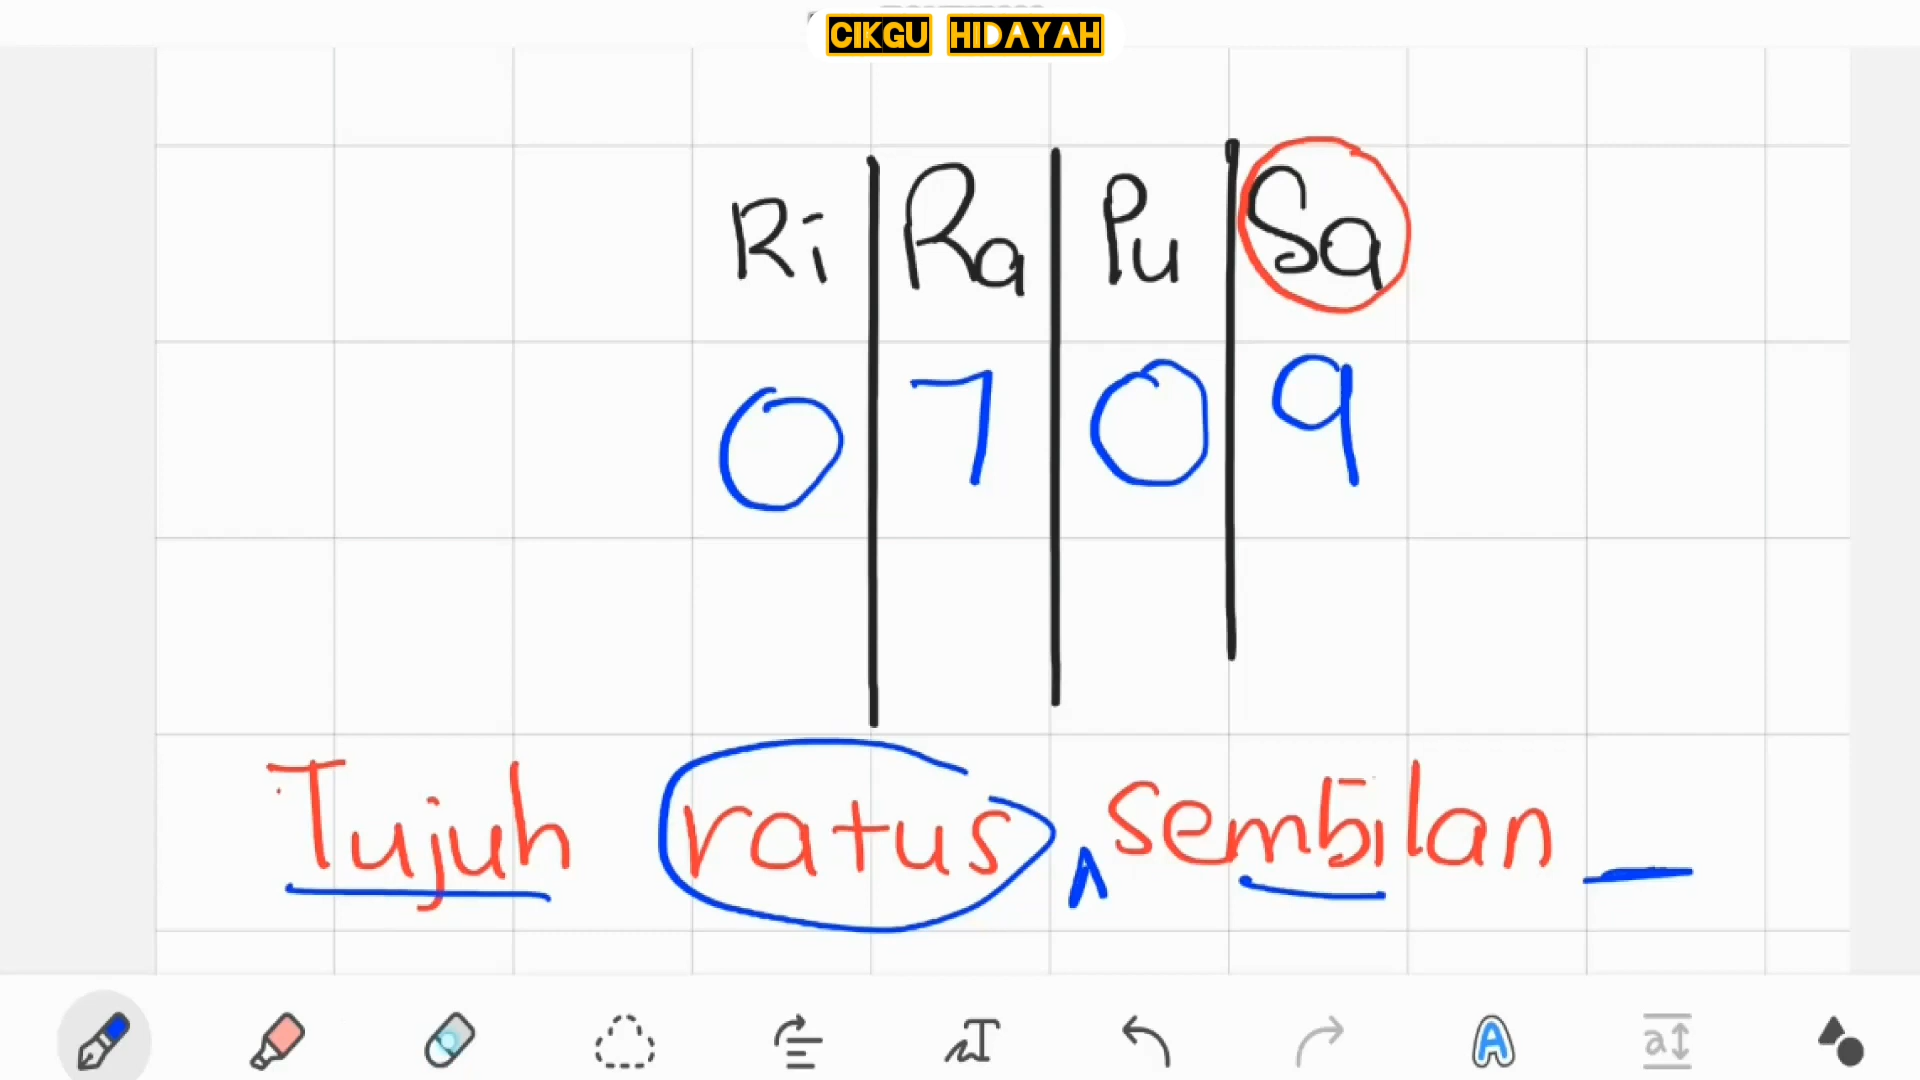 CIKGU HIDAYAH
Ri Ra Pu Sa
0 7 0 9
Tujuh ratus sembilan